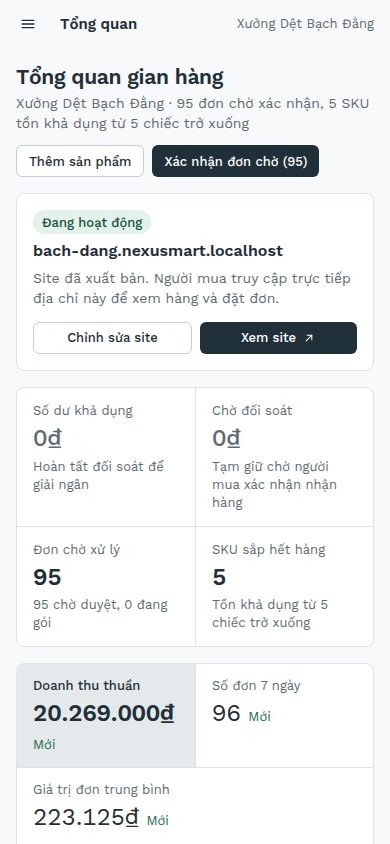 Tổng quan
Xưởng Dệt Bạch Đằng
Tổng quan gian hàng
Xưởng Dệt Bạch Đằng · 95 đơn chờ xác nhận, 5 SKU
tồn khả dụng từ 5 chiếc trở xuống
Thêm sản phẩm
Xác nhận đơn chờ (95)
Đang hoạt động
bach-dang.nexusmart.localhost
Site đã xuất bản. Người mua truy cập trực tiếp
địa chỉ này để xem hàng và đặt đơn.
Chỉnh sửa site
Xem site ↗
Số dư khả dụng
0₫
Hoàn tất đối soát để
giải ngân
Chờ đối soát
0₫
Tạm giữ chờ người
mua xác nhận nhận
hàng
Đơn chờ xử lý
95
95 chờ duyệt, 0 đang
gói
SKU sắp hết hàng
5
Tồn khả dụng từ 5
chiếc trở xuống
Doanh thu thuần
20.269.000₫
Mới
Số đơn 7 ngày
96 Mới
Giá trị đơn trung bình
223.125₫ Mới